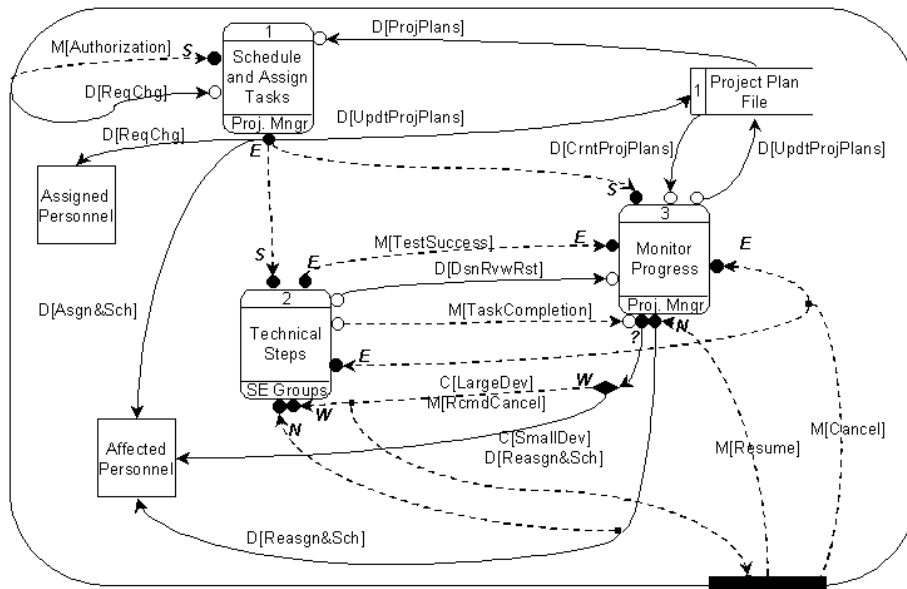 1
D[ProjPlans]
M[Authorization]
S
Schedule
and Assign
Tasks
D[ReqChg]
Proj. Mngr
1
Project Plan
File
D[ReqChg]
D[UpdtProjPlans]
E
D[CrntProjPlans]
D[UpdtProjPlans]
Assigned
Personnel
S
3
M[TestSuccess]
E
Monitor
Progress
E
S
E
D[DsnRvwRst]
2
D[Asgn&Sch]
Proj. Mngr
M[TaskCompletion]
N
?
Technical
Steps
E
SE Groups
C[LargeDev]
W
M[RcmdCancel]
W
N
Affected
Personnel
C[SmallDev]
D[Reasgn&Sch]
M[Resume]
M[Cancel]
D[Reasgn&Sch]